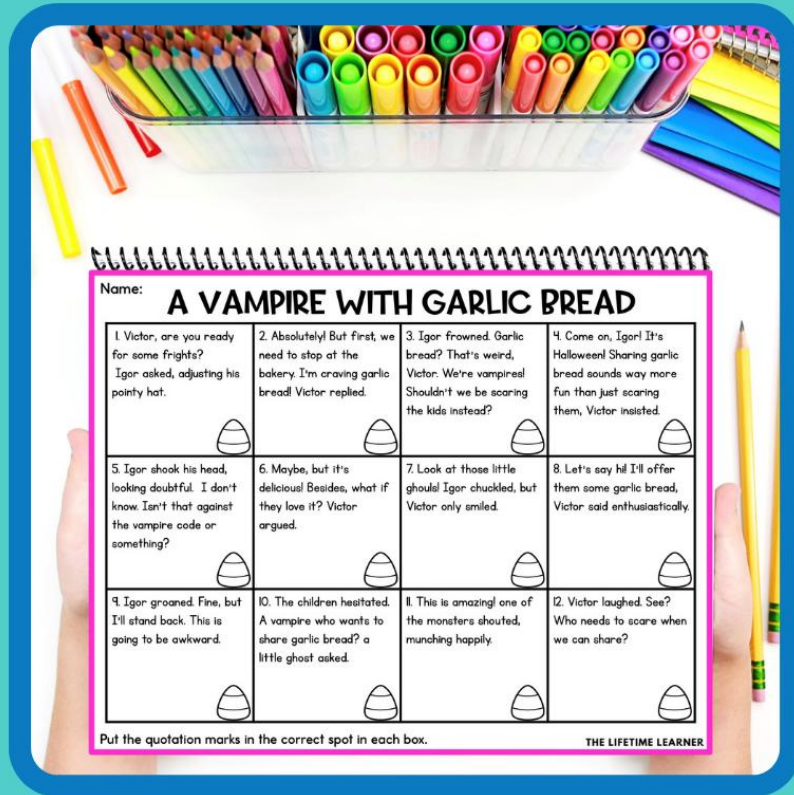 Name:
A VAMPIRE WITH GARLIC BREAD
1. Victor, are you ready
for some frights?
Igor asked, adjusting his
pointy hat.
2. Absolutely! But first, we
need to stop at the
bakery. I'm craving garlic
bread! Victor replied.
3. Igor frowned. Garlic
bread? That's weird,
Victor. We're vampires!
Shouldn't we be scaring
the kids instead?
4. Come on, Igor! It's
Halloween! Sharing garlic
bread sounds way more
fun than just scaring
them, Victor insisted.
5. Igor shook his head,
looking doubtful. I don't
know. Isn't that against
the vampire code or
something?
6. Maybe, but it's
delicious! Besides, what if
they love it? Victor
argued.
7. Look at those little
ghouls! Igor chuckled, but
Victor only smiled.
8. Let's say hi! I'll offer
them some garlic bread,
Victor said enthusiastically.
9. Igor groaned. Fine, but
I'll stand back. This is
going to be awkward.
10. The children hesitated.
A vampire who wants to
share garlic bread? a
little ghost asked.
11. This is amazing! one of
the monsters shouted,
munching happily.
12. Victor laughed. See?
Who needs to scare when
we can share?
Put the quotation marks in the correct spot in each box.
THE LIFETIME LEARNER